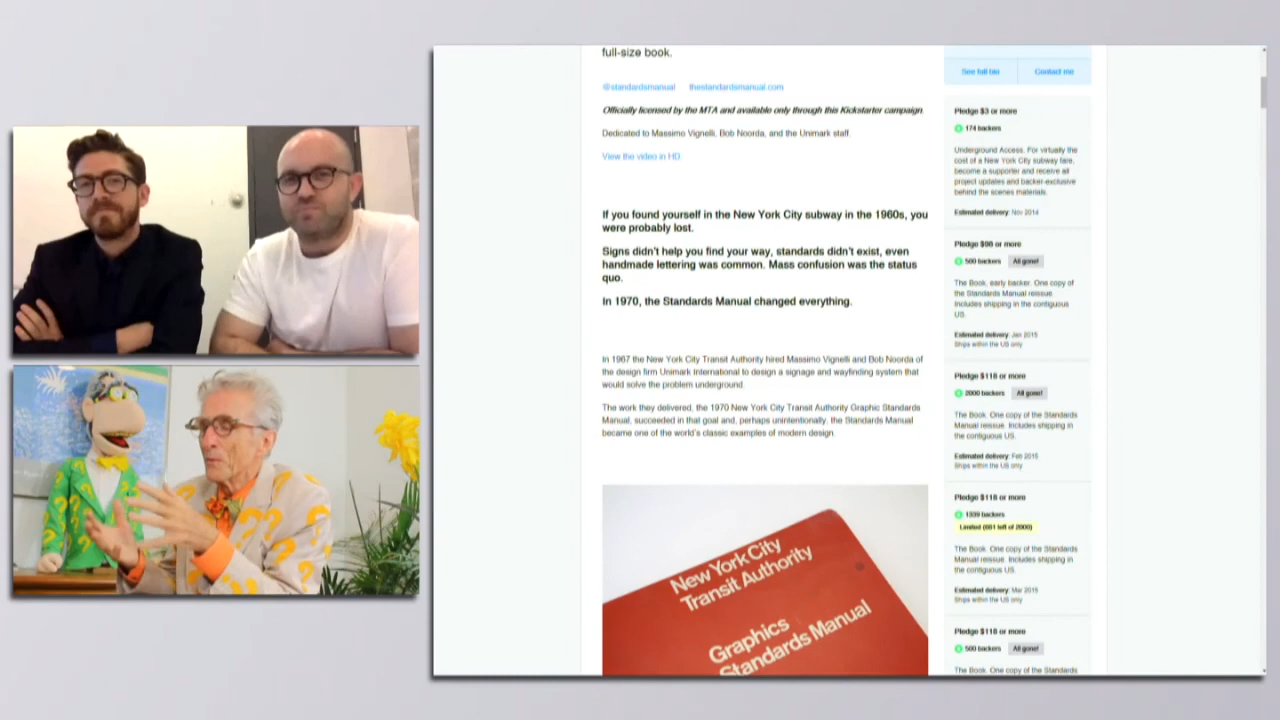 full-size book.
@standardsmanual thestandardsmanual.com
Officially licensed by the MTA and available only through this Kickstarter campaign.
Dedicated to Massimo Vignelli, Bob Noorda, and the Unimark staff.
View the video in HD.
If you found yourself in the New York City subway in the 1960s, you
were probably lost.
Signs didn't help you find your way, standards didn't exist, even
handmade lettering was common. Mass confusion was the status
quo.
In 1970, the Standards Manual changed everything.
In 1967 the New York City Transit Authority hired Massimo Vignelli and Bob Noorda of
the design firm Unimark International to design a signage and wayfinding system that
would solve the problem underground.
The work they delivered, the 1970 New York City Transit Authority Graphic Standards
Manual, succeeded in that goal and, perhaps unintentionally, the Standards Manual
became one of the world's classic examples of modern design.
New York City
Transit Authority
Graphics
Standards Manual
See full bio Contact me
Pledge $3 or more
174 backers
Underground Access. For virtually the
cost of a New York City subway fare,
become a supporter and receive all
project updates and backer-exclusive
behind the scenes materials.
Estimated delivery: Nov 2014
Pledge $98 or more
500 backers All gone!
The Book, early backer. One copy of
the Standards Manual reissue.
Includes shipping in the contiguous
US.
Estimated delivery: Jan 2015
Ships within the US only
Pledge $118 or more
2000 backers All gone!
The Book. One copy of the Standards
Manual reissue. Includes shipping in
the contiguous US.
Estimated delivery: Feb 2015
Ships within the US only
Pledge $118 or more
1339 backers
Limited (661 left of 2000)
The Book. One copy of the Standards
Manual reissue. Includes shipping in
the contiguous US.
Estimated delivery: Mar 2015
Ships within the US only
Pledge $118 or more
500 backers All gone!
The Book. One copy of the Standards